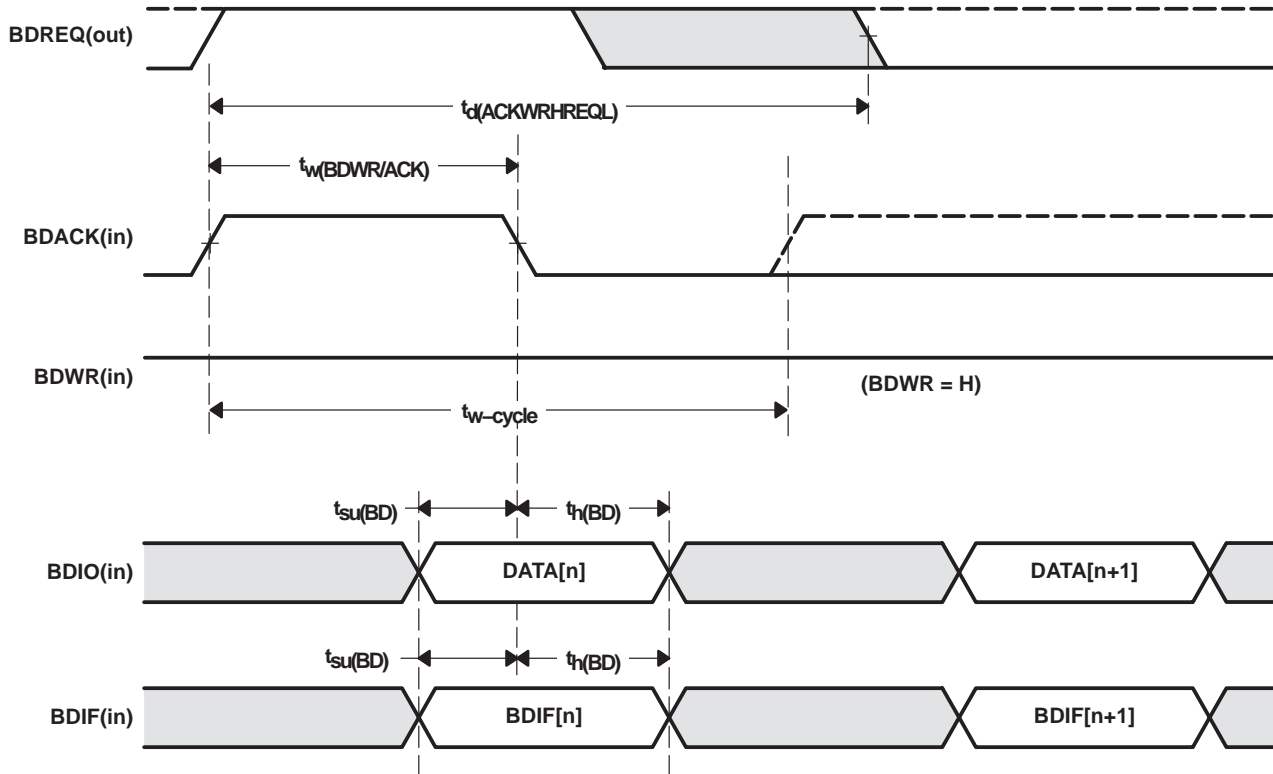 BDREQ(out)
td(ACKWRHREQL)
tw(BDWR/ACK)
BDACK(in)
BDWR(in)
(BDWR = H)
tw–cycle
tsu(BD) th(BD)
BDIO(in) DATA[n] DATA[n+1]
tsu(BD) th(BD)
BDIF(in) BDIF[n] BDIF[n+1]